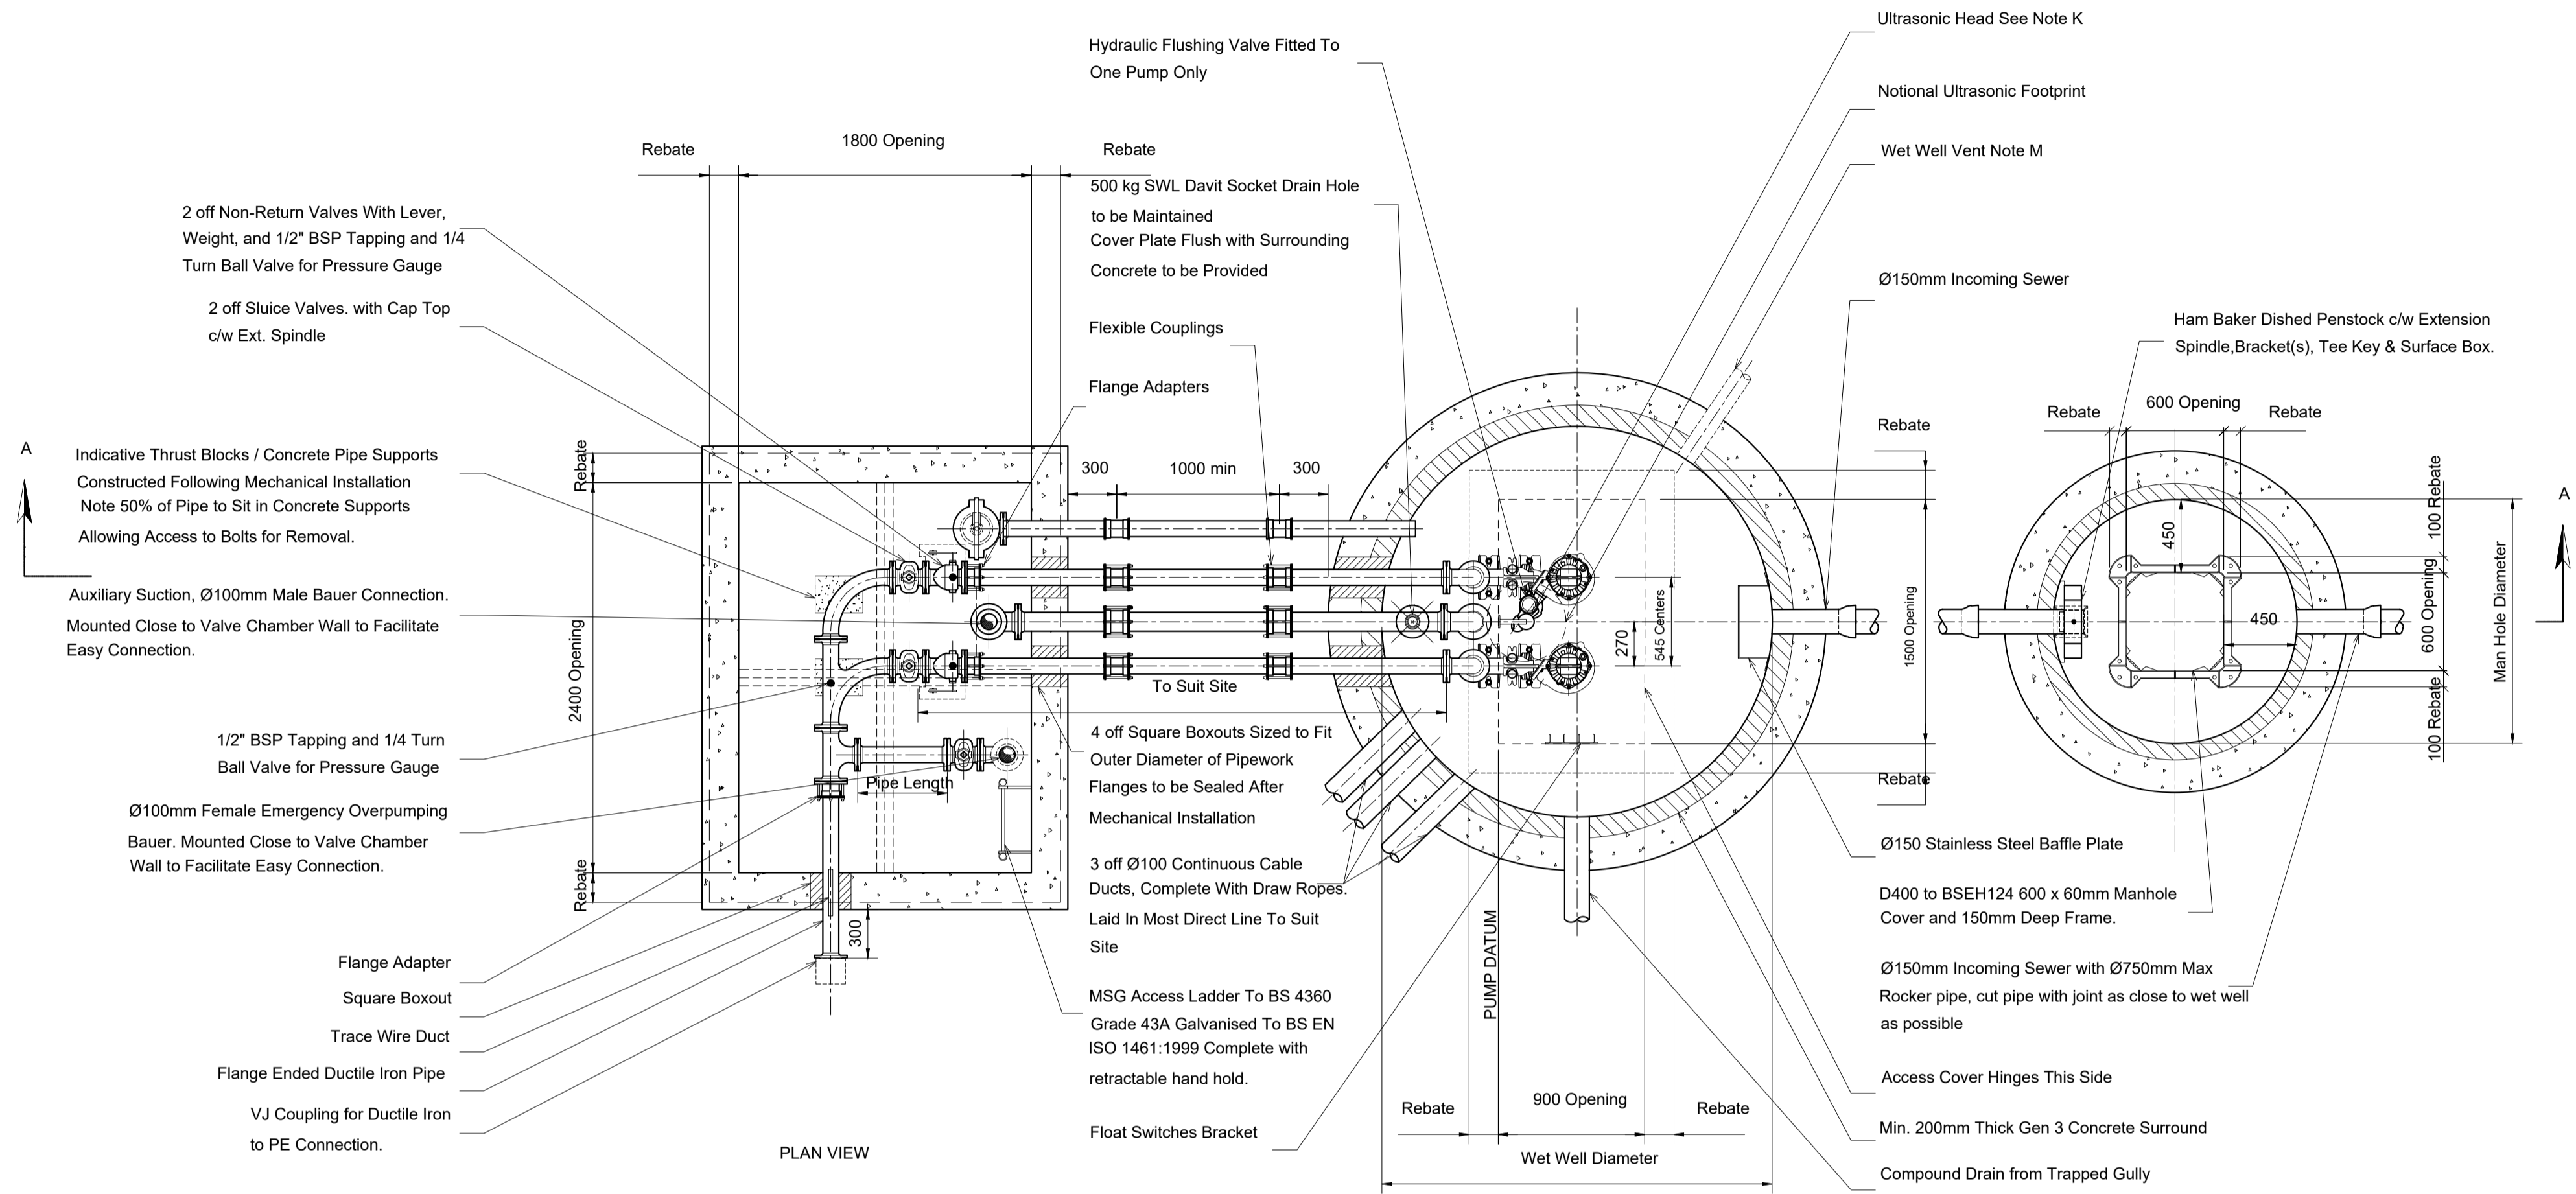 Ultrasonic Head See Note K
Hydraulic Flushing Valve Fitted To
One Pump Only
Notional Ultrasonic Footprint
Wet Well Vent Note M
Rebate
1800 Opening
Rebate
500 kg SWL Davit Socket Drain Hole
to be Maintained
Cover Plate Flush with Surrounding
Concrete to be Provided
2 off Non-Return Valves With Lever,
Weight, and 1/2" BSP Tapping and 1/4
Turn Ball Valve for Pressure Gauge
2 off Sluice Valves. with Cap Top
c/w Ext. Spindle
Flexible Couplings
Flange Adapters
Ø150mm Incoming Sewer
Ham Baker Dished Penstock c/w Extension
Spindle,Bracket(s), Tee Key & Surface Box.
Rebate
600 Opening
Rebate
Rebate
A
Indicative Thrust Blocks / Concrete Pipe Supports
Constructed Following Mechanical Installation
Note 50% of Pipe to Sit in Concrete Supports
Allowing Access to Bolts for Removal.
Rebate
300
1000 min
300
100 Rebate
A
450
Man Hole Diameter
Auxiliary Suction, Ø100mm Male Bauer Connection.
Mounted Close to Valve Chamber Wall to Facilitate
Easy Connection.
2400 Opening
270
545 Centers
1500 Opening
450
600 Opening
To Suit Site
100 Rebate
1/2" BSP Tapping and 1/4 Turn
Ball Valve for Pressure Gauge
4 off Square Boxouts Sized to Fit
Outer Diameter of Pipework
Flanges to be Sealed After
Mechanical Installation
Pipe Length
Rebate
Ø100mm Female Emergency Overpumping
Bauer. Mounted Close to Valve Chamber
Wall to Facilitate Easy Connection.
Rebate
3 off Ø100 Continuous Cable
Ducts, Complete With Draw Ropes.
Laid In Most Direct Line To Suit
Site
Ø150 Stainless Steel Baffle Plate
D400 to BSEH124 600 x 60mm Manhole
Cover and 150mm Deep Frame.
300
PUMP DATUM
Flange Adapter
Square Boxout
Trace Wire Duct
Flange Ended Ductile Iron Pipe
VJ Coupling for Ductile Iron
to PE Connection.
MSG Access Ladder To BS 4360
Grade 43A Galvanised To BS EN
ISO 1461:1999 Complete with
retractable hand hold.
Ø150mm Incoming Sewer with Ø750mm Max
Rocker pipe, cut pipe with joint as close to wet well
as possible
Access Cover Hinges This Side
Rebate
900 Opening
Rebate
Float Switches Bracket
Min. 200mm Thick Gen 3 Concrete Surround
PLAN VIEW
Wet Well Diameter
Compound Drain from Trapped Gully